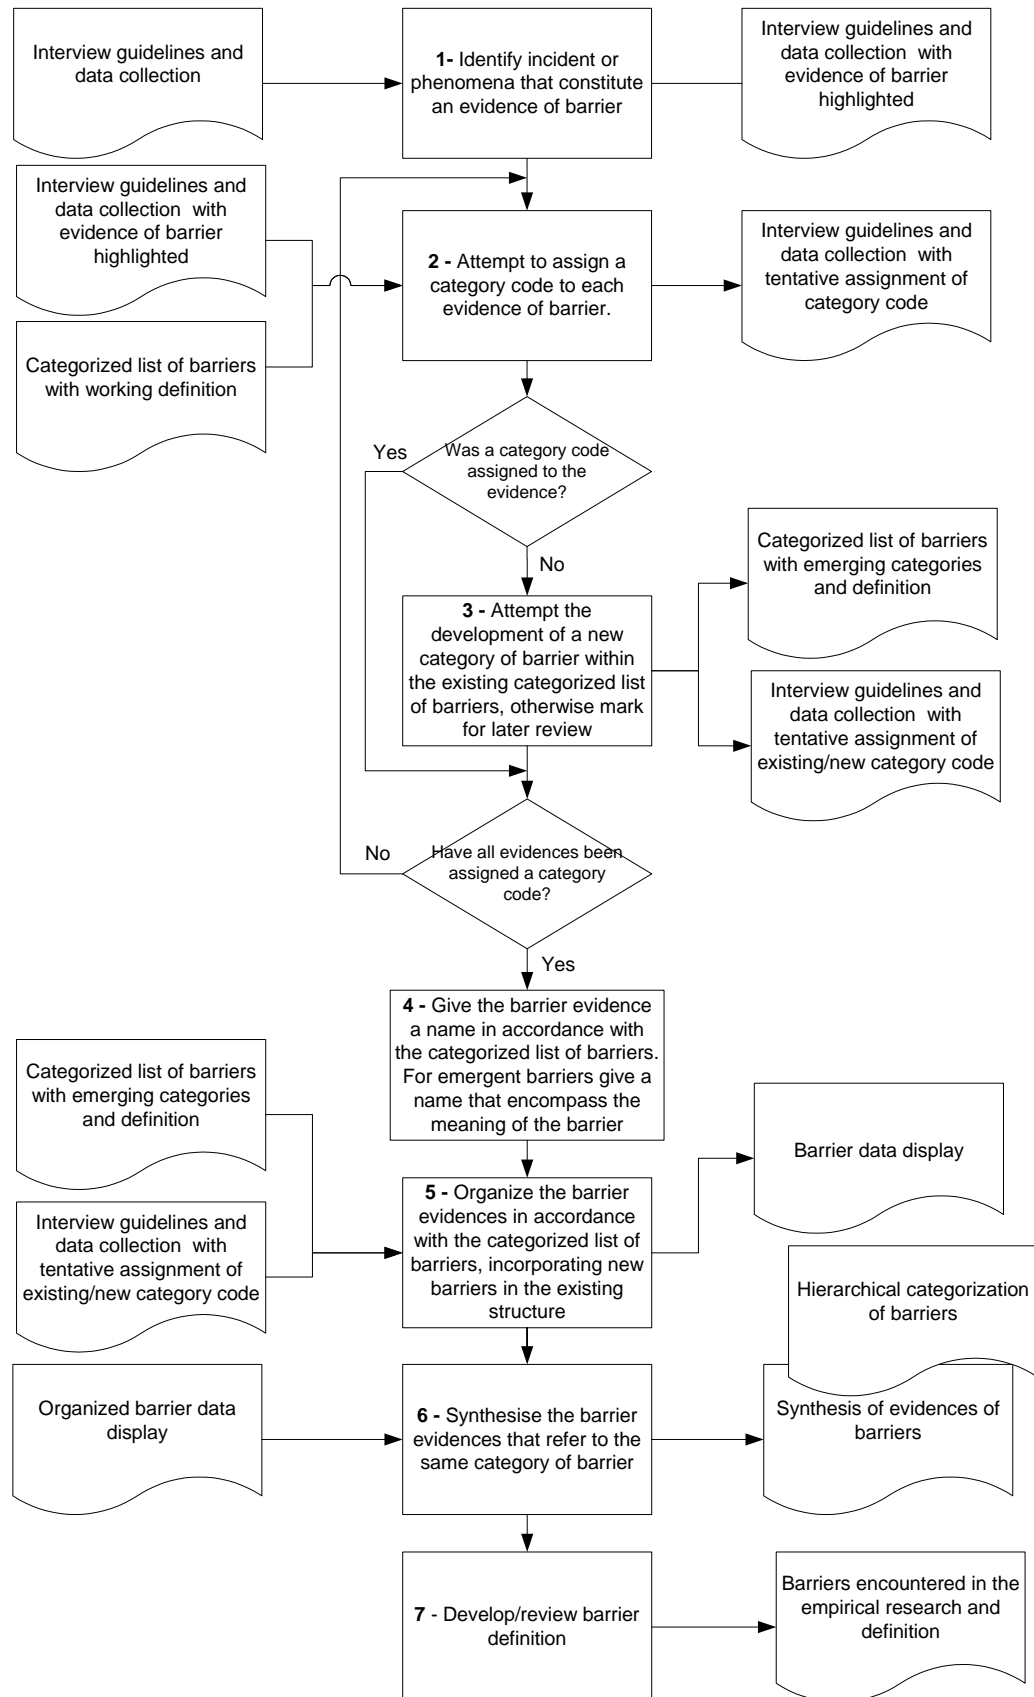 Interview guidelines and
data collection
1- Identify incident or
phenomena that constitute
an evidence of barrier
Interview guidelines and
data collection with
evidence of barrier
highlighted
Interview guidelines and
data collection with
evidence of barrier
highlighted
2 - Attempt to assign a
category code to each
evidence of barrier.
Interview guidelines and
data collection with
tentative assignment of
category code
Categorized list of barriers
with working definition
Yes
Was a category code
assigned to the
evidence?
No
Categorized list of barriers
with emerging categories
and definition
3 - Attempt the
development of a new
category of barrier within
the existing categorized list
of barriers, otherwise mark
for later review
Interview guidelines and
data collection with
tentative assignment of
existing/new category code
No
Have all evidences been
assigned a category
code?
Yes
4 - Give the barrier evidence
a name in accordance with
the categorized list of barriers.
For emergent barriers give a
name that encompass the
meaning of the barrier
Categorized list of barriers
with emerging categories
and definition
Barrier data display
Interview guidelines and
data collection with
tentative assignment of
existing/new category code
5 - Organize the barrier
evidences in accordance
with the categorized list of
barriers, incorporating new
barriers in the existing
structure
Hierarchical categorization
of barriers
Organized barrier data
display
6 - Synthesise the barrier
evidences that refer to the
same category of barrier
Synthesis of evidences of
barriers
7 - Develop/review barrier
definition
Barriers encountered in the
empirical research and
definition